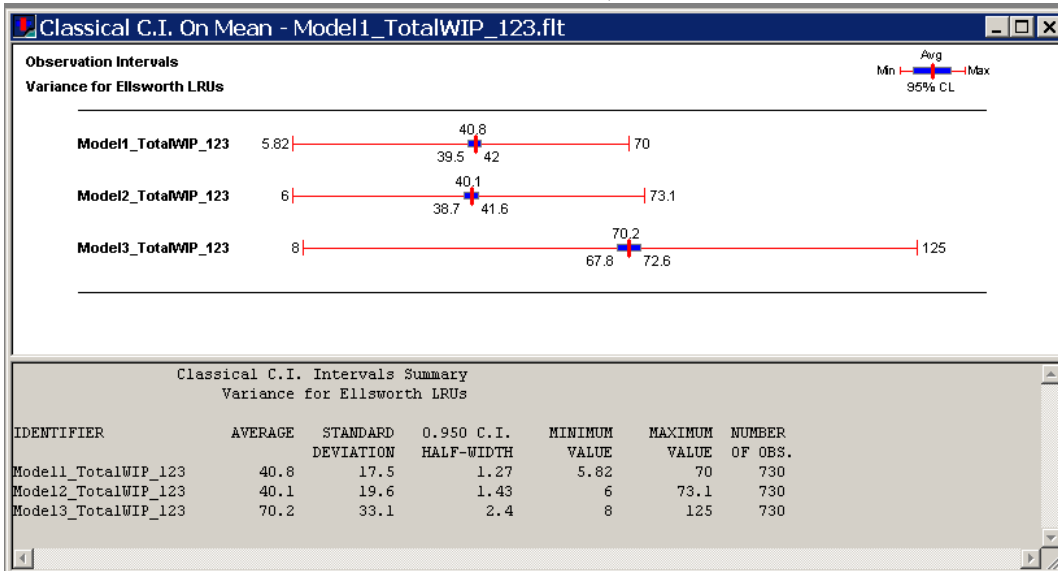 Classical C.I. On Mean - Model1_TotalWIP_123.flt
Observation Intervals
Variance for Ellsworth LRUs
Avg
Min Max
95% CL
Model1_TotalWIP_123 5.82 39.5 40.8 42 70
Model2_TotalWIP_123 6 38.7 40.1 41.6 73.1
Model3_TotalWIP_123 8 67.8 70.2 72.6 125
Classical C.I. Intervals Summary
Variance for Ellsworth LRUs
IDENTIFIER AVERAGE STANDARD 0.950 C.I. MINIMUM MAXIMUM NUMBER
DEVIATION HALF-WIDTH VALUE VALUE OF OBS.
Model1_TotalWIP_123 40.8 17.5 1.27 5.82 70 730
Model2_TotalWIP_123 40.1 19.6 1.43 6 73.1 730
Model3_TotalWIP_123 70.2 33.1 2.4 8 125 730